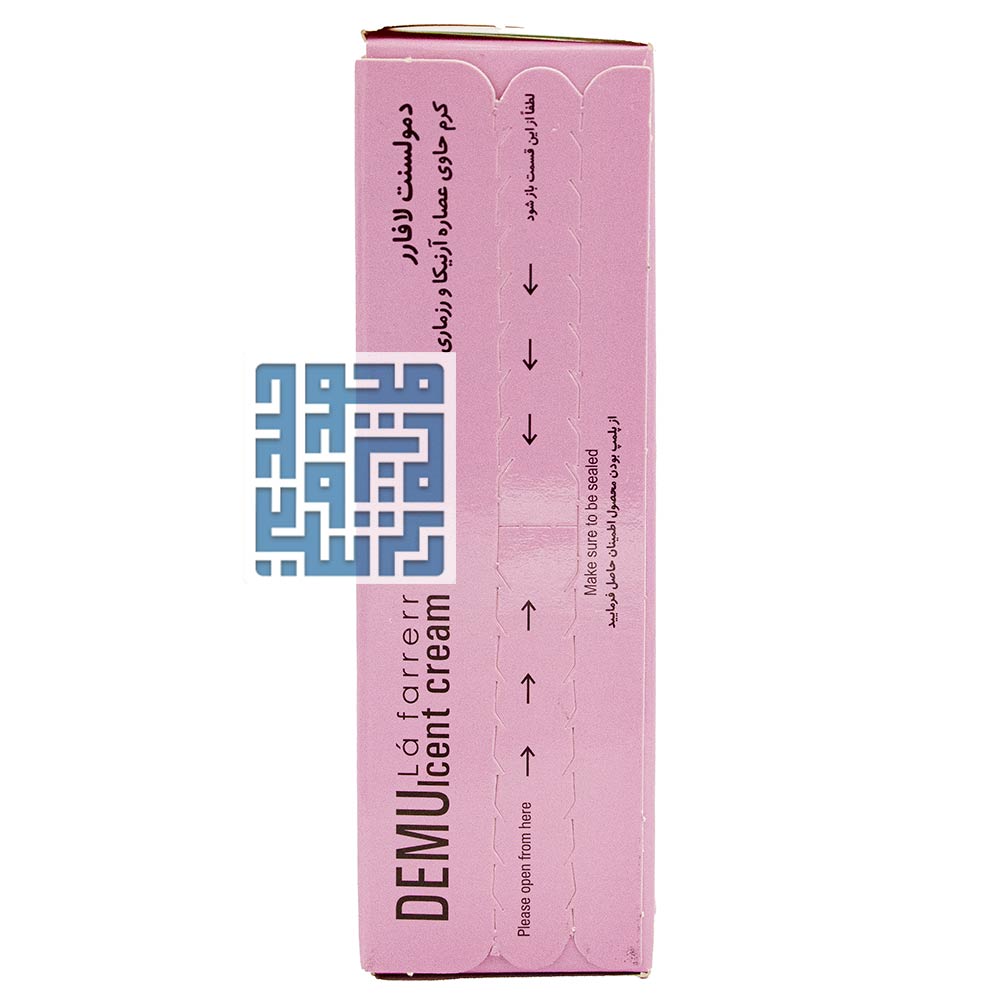 دمولسنت لافارر
کرم حاوی عصاره آرنیکا و رزماری
Lá farrerr
DEMUlcent cream
لطفاً از این قسمت باز شود
Please open from here
Make sure to be sealed
از پلمپ بودن محصول اطمینان حاصل فرمایید